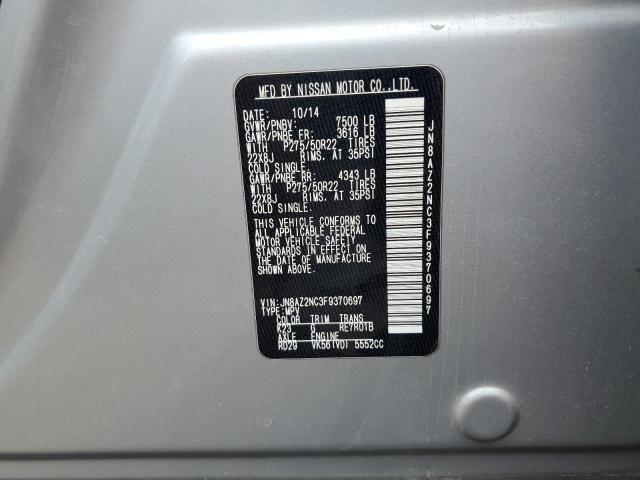 MFD BY NISSAN MOTOR CO.,LTD.
DATE: 10/14
GVWR/PNBV: 7500 LB
GAWR/PNBE FR: 3616 LB
WITH P275/50R22 TIRES
22X8J RIMS. AT 35PSI
COLD SINGLE.
GAWR/PNBE RR: 4343 LB
WITH P275/50R22 TIRES
22X8J RIMS. AT 35PSI
COLD SINGLE.
THIS VEHICLE CONFORMS TO
ALL APPLICABLE FEDERAL
MOTOR VEHICLE SAFETY
STANDARDS IN EFFECT ON
THE DATE OF MANUFACTURE
SHOWN ABOVE.
VIN: JN8AZ2NC3F9370697
TYPE: MPV
COLOR TRIM TRANS
K23 G RE7R01B
AXLE ENGINE
RD29 VK56(VD) 5552CC
JN8AZ2NC3F9370697